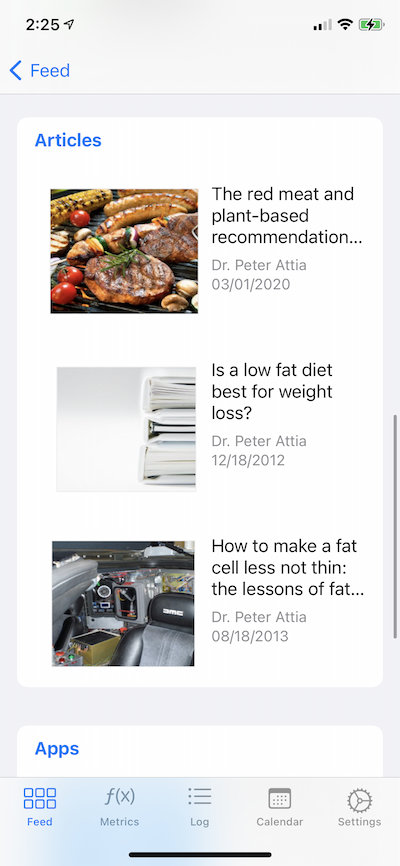 2:25
Feed
Articles
The red meat and
plant-based
recommendation...
Dr. Peter Attia
03/01/2020
Is a low fat diet
best for weight
loss?
Dr. Peter Attia
12/18/2012
How to make a fat
cell less not thin:
the lessons of fat...
Dr. Peter Attia
08/18/2013
DMC
Apps
f(x)
Feed
Metrics
Log
Calendar
Settings